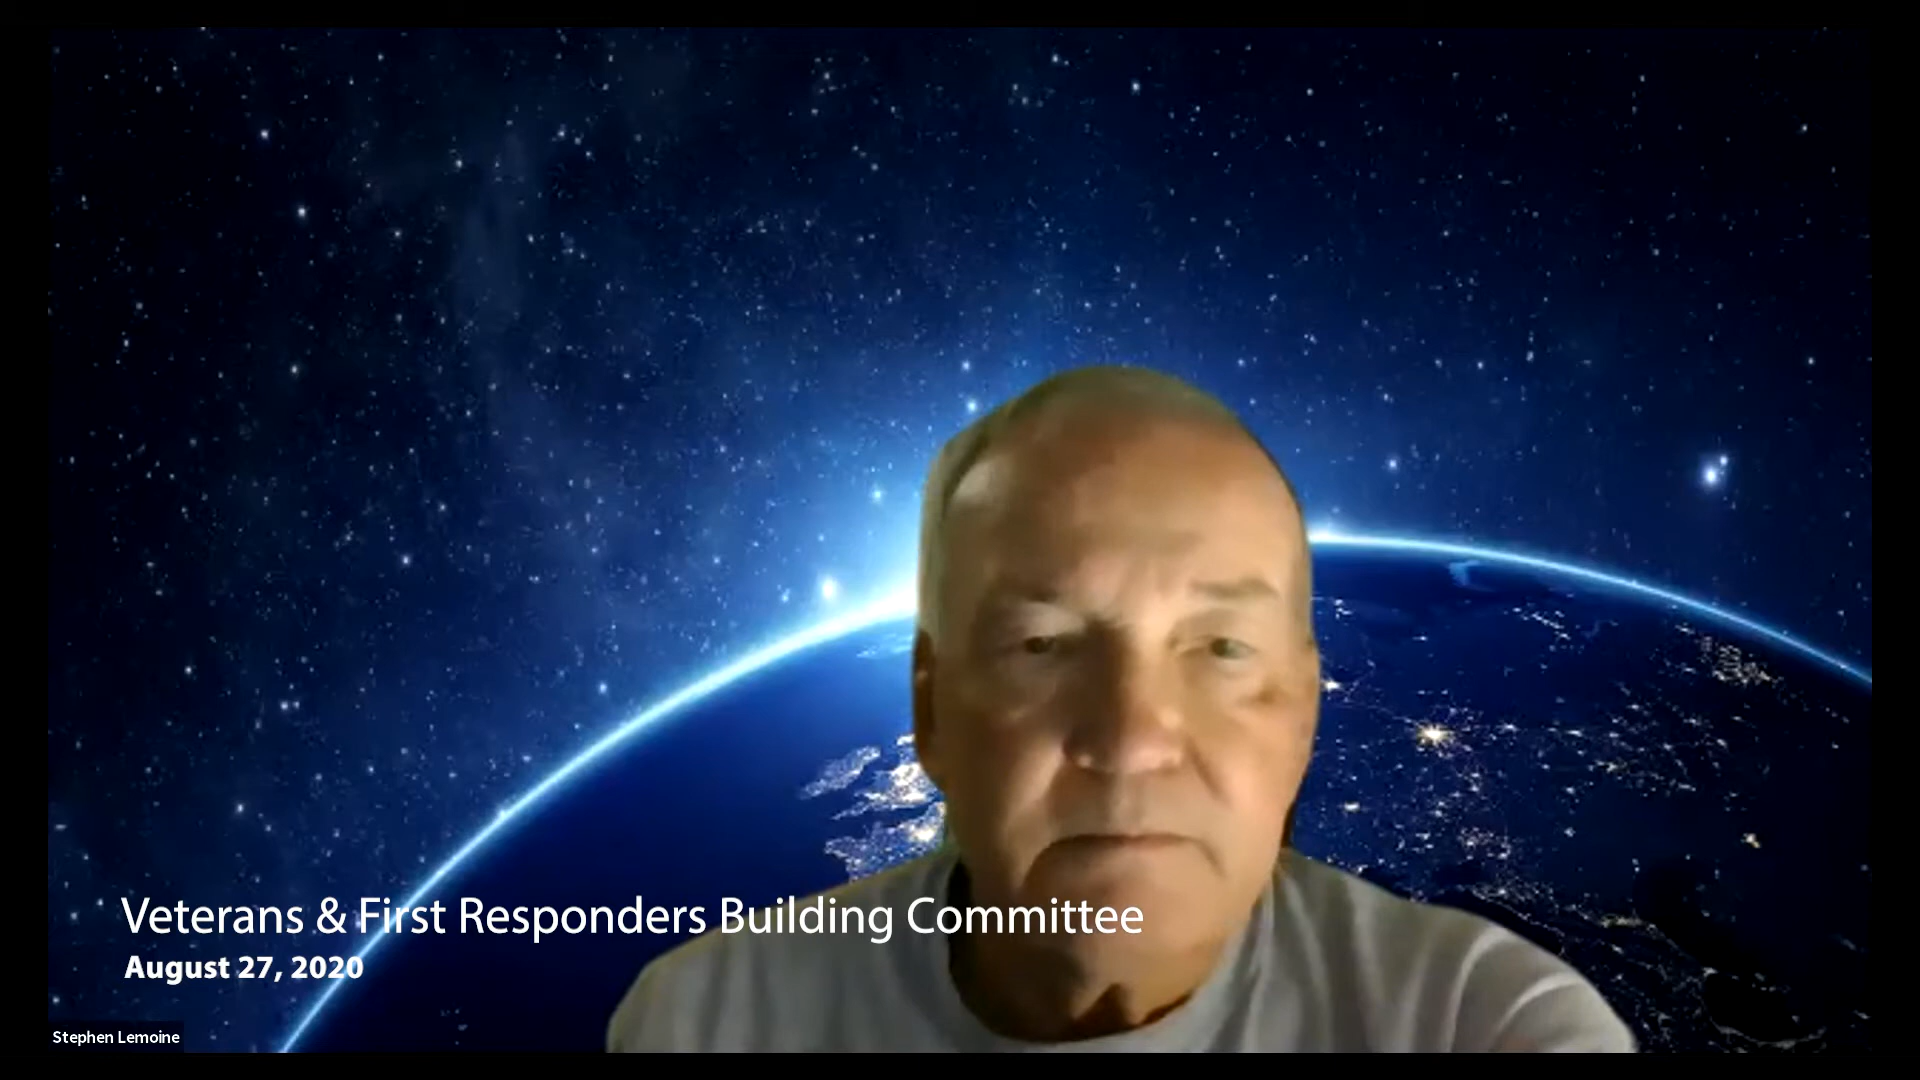 Veterans & First Responders Building Committee
August 27, 2020
Stephen Lemoine